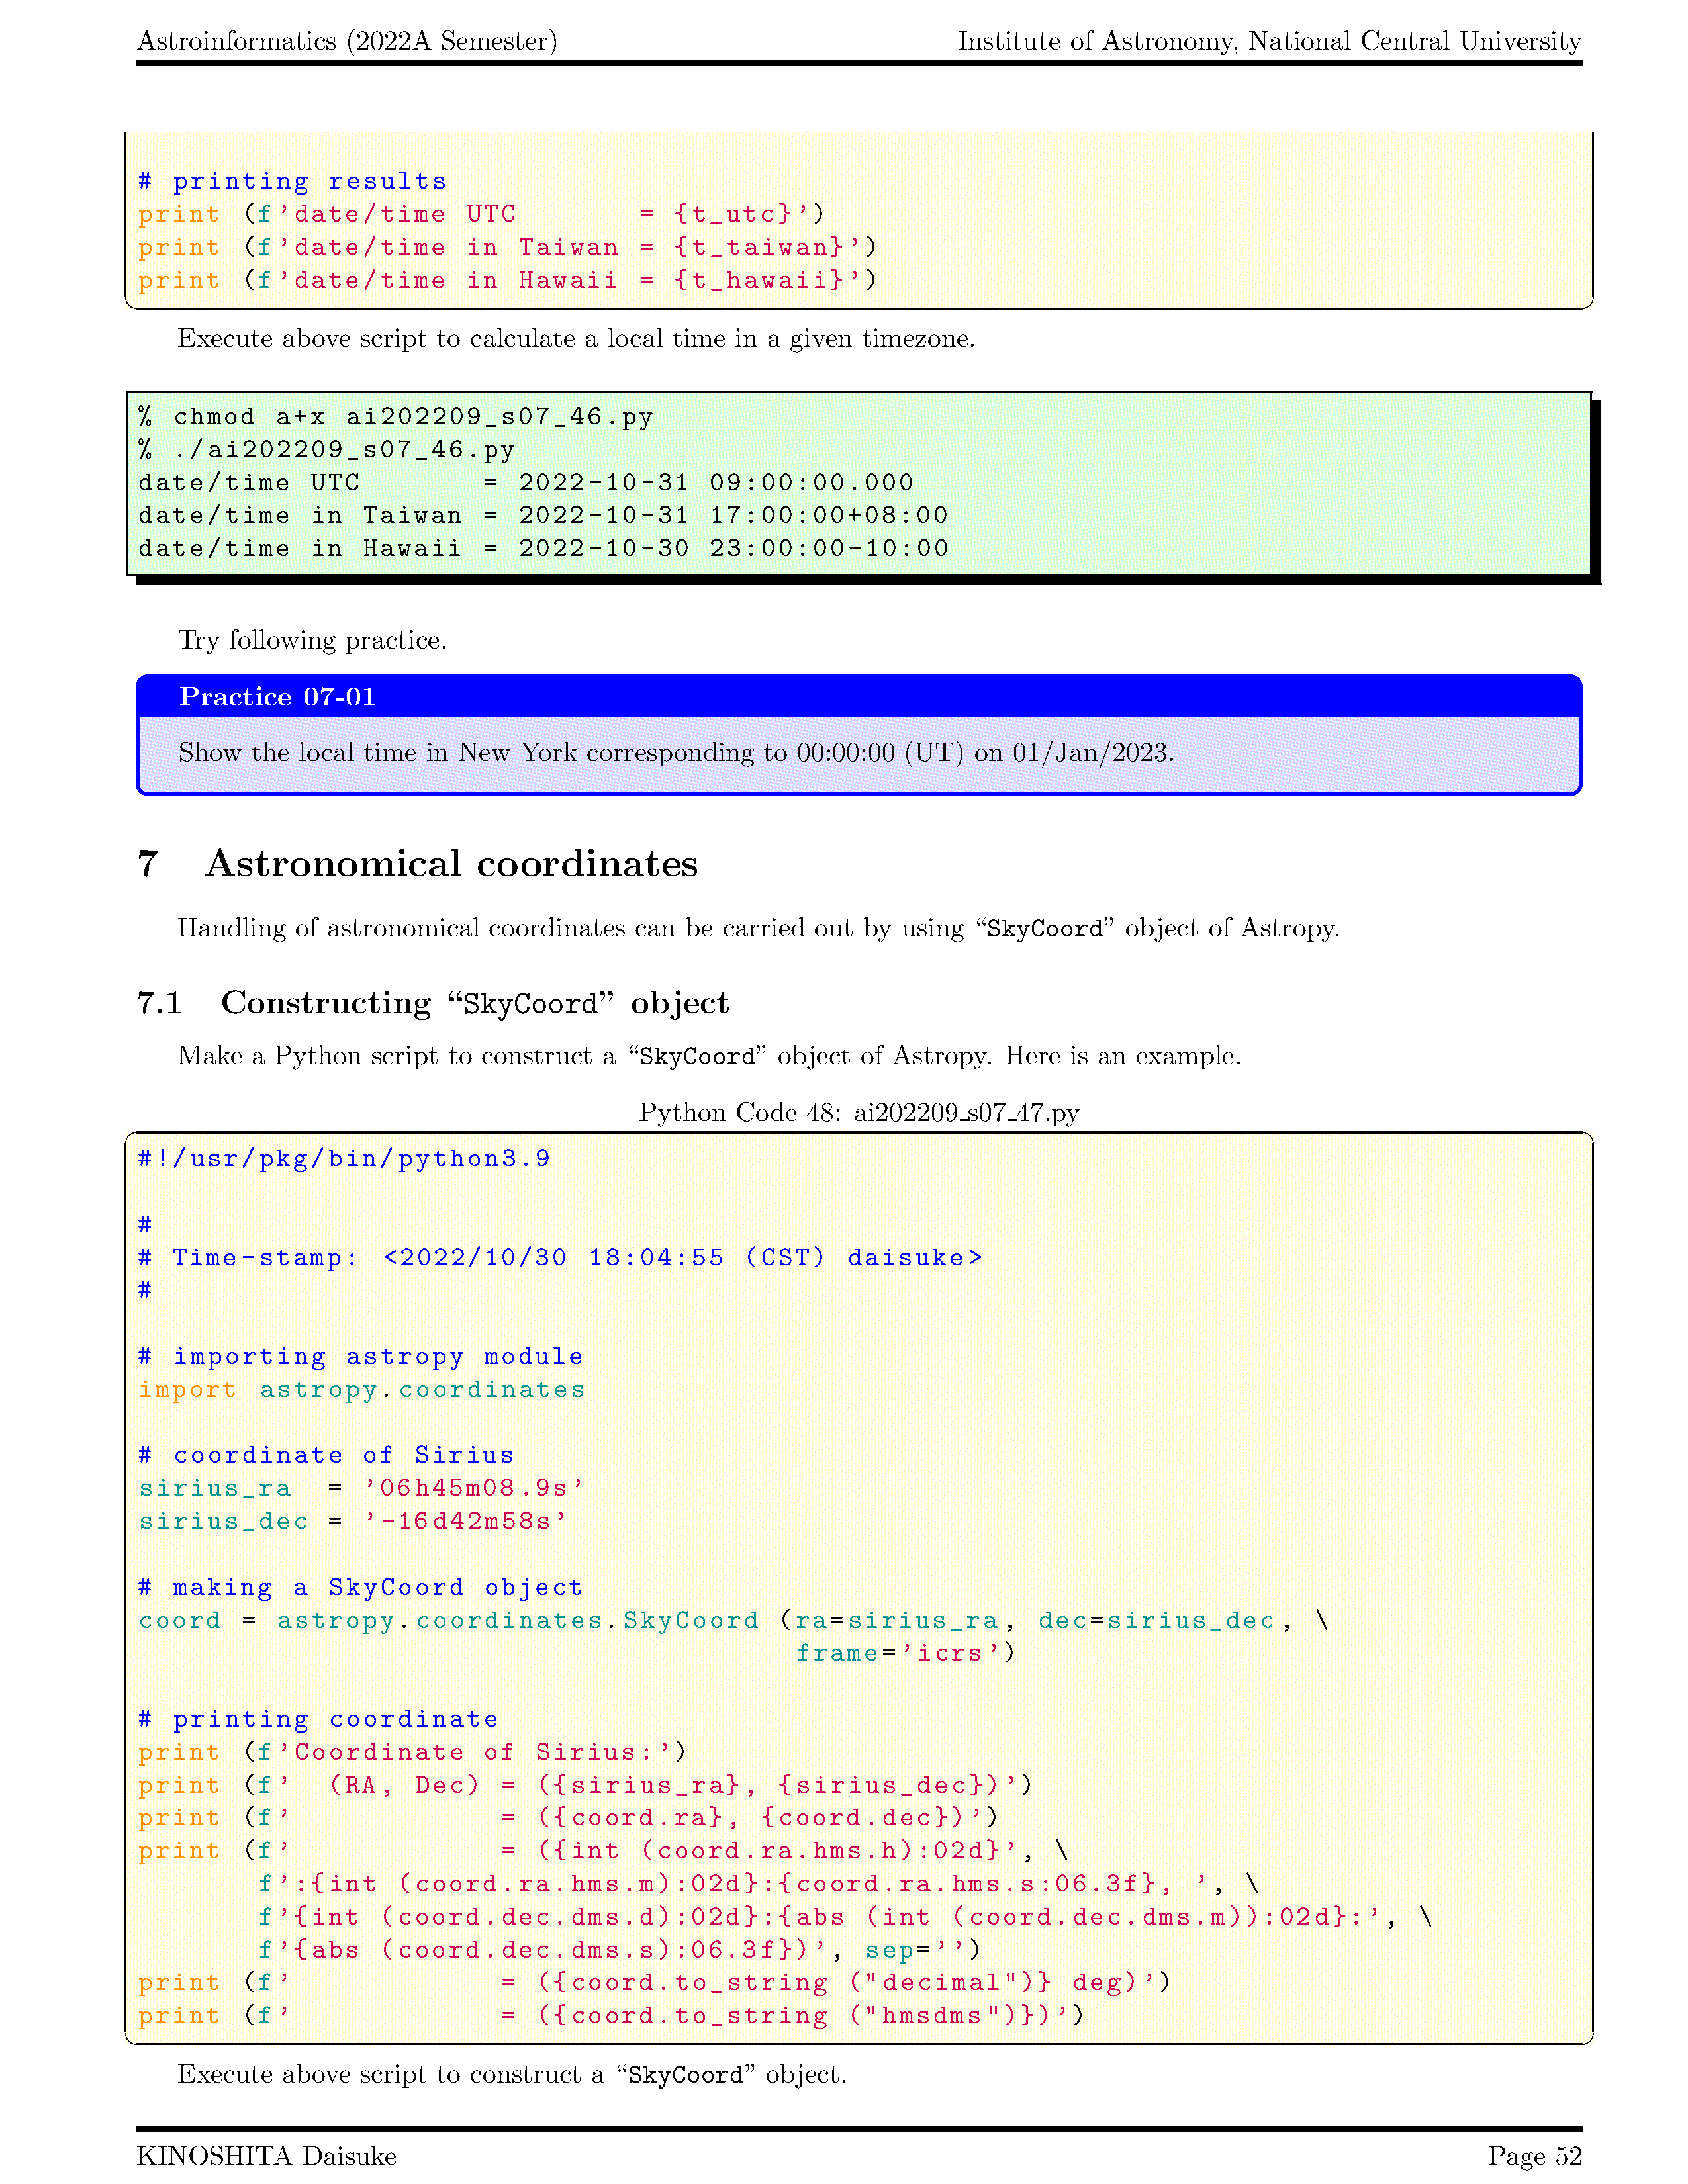 Astroinformatics (2022A Semester) Institute of Astronomy, National Central University
# printing results
print (f'date/time UTC       = {t_utc}')
print (f'date/time in Taiwan = {t_taiwan}')
print (f'date/time in Hawaii = {t_hawaii}')
Execute above script to calculate a local time in a given timezone.
% chmod a+x ai202209_s07_46.py
% ./ai202209_s07_46.py
date/time UTC       = 2022-10-31 09:00:00.000
date/time in Taiwan = 2022-10-31 17:00:00+08:00
date/time in Hawaii = 2022-10-30 23:00:00-10:00
Try following practice.
Practice 07-01
Show the local time in New York corresponding to 00:00:00 (UT) on 01/Jan/2023.
7 Astronomical coordinates
Handling of astronomical coordinates can be carried out by using “SkyCoord” object of Astropy.
7.1 Constructing “SkyCoord” object
Make a Python script to construct a “SkyCoord” object of Astropy. Here is an example.
Python Code 48: ai202209_s07_47.py
#!/usr/pkg/bin/python3.9
#
# Time-stamp: <2022/10/30 18:04:55 (CST) daisuke>
#
# importing astropy module
import astropy.coordinates
# coordinate of Sirius
sirius_ra  = '06h45m08.9s'
sirius_dec = '-16d42m58s'
# making a SkyCoord object
coord = astropy.coordinates.SkyCoord (ra=sirius_ra, dec=sirius_dec, \
                                      frame='icrs')
# printing coordinate
print (f'Coordinate of Sirius:')
print (f'  (RA, Dec) = ({sirius_ra}, {sirius_dec})')
print (f'            = ({coord.ra}, {coord.dec})')
print (f'            = ({int (coord.ra.hms.h):02d}', \
       f':{int (coord.ra.hms.m):02d}:{coord.ra.hms.s:06.3f}, ', \
       f'{int (coord.dec.dms.d):02d}:{abs (int (coord.dec.dms.m)):02d}:', \
       f'{abs (coord.dec.dms.s):06.3f})', sep='')
print (f'            = ({coord.to_string ("decimal")} deg)')
print (f'            = ({coord.to_string ("hmsdms")})')
Execute above script to construct a “SkyCoord” object.
KINOSHITA Daisuke Page 52